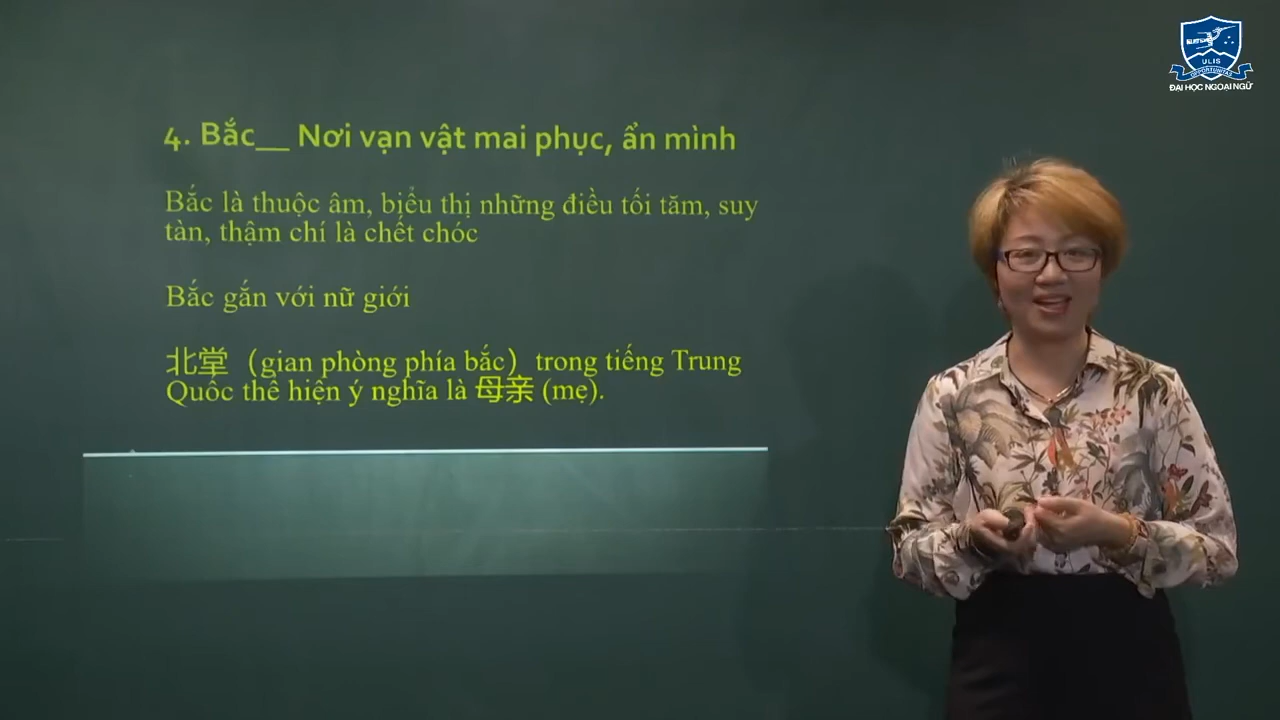 4. Bắc__ Nơi vạn vật mai phục, ẩn mình
Bắc là thuộc âm, biểu thị những điều tối tăm, suy
tàn, thậm chí là chết chóc
Bắc gắn với nữ giới
北堂 (gian phòng phía bắc) trong tiếng Trung
Quốc thể hiện ý nghĩa là 母亲 (mẹ).
ULIS
ĐẠI HỌC NGOẠI NGỮ